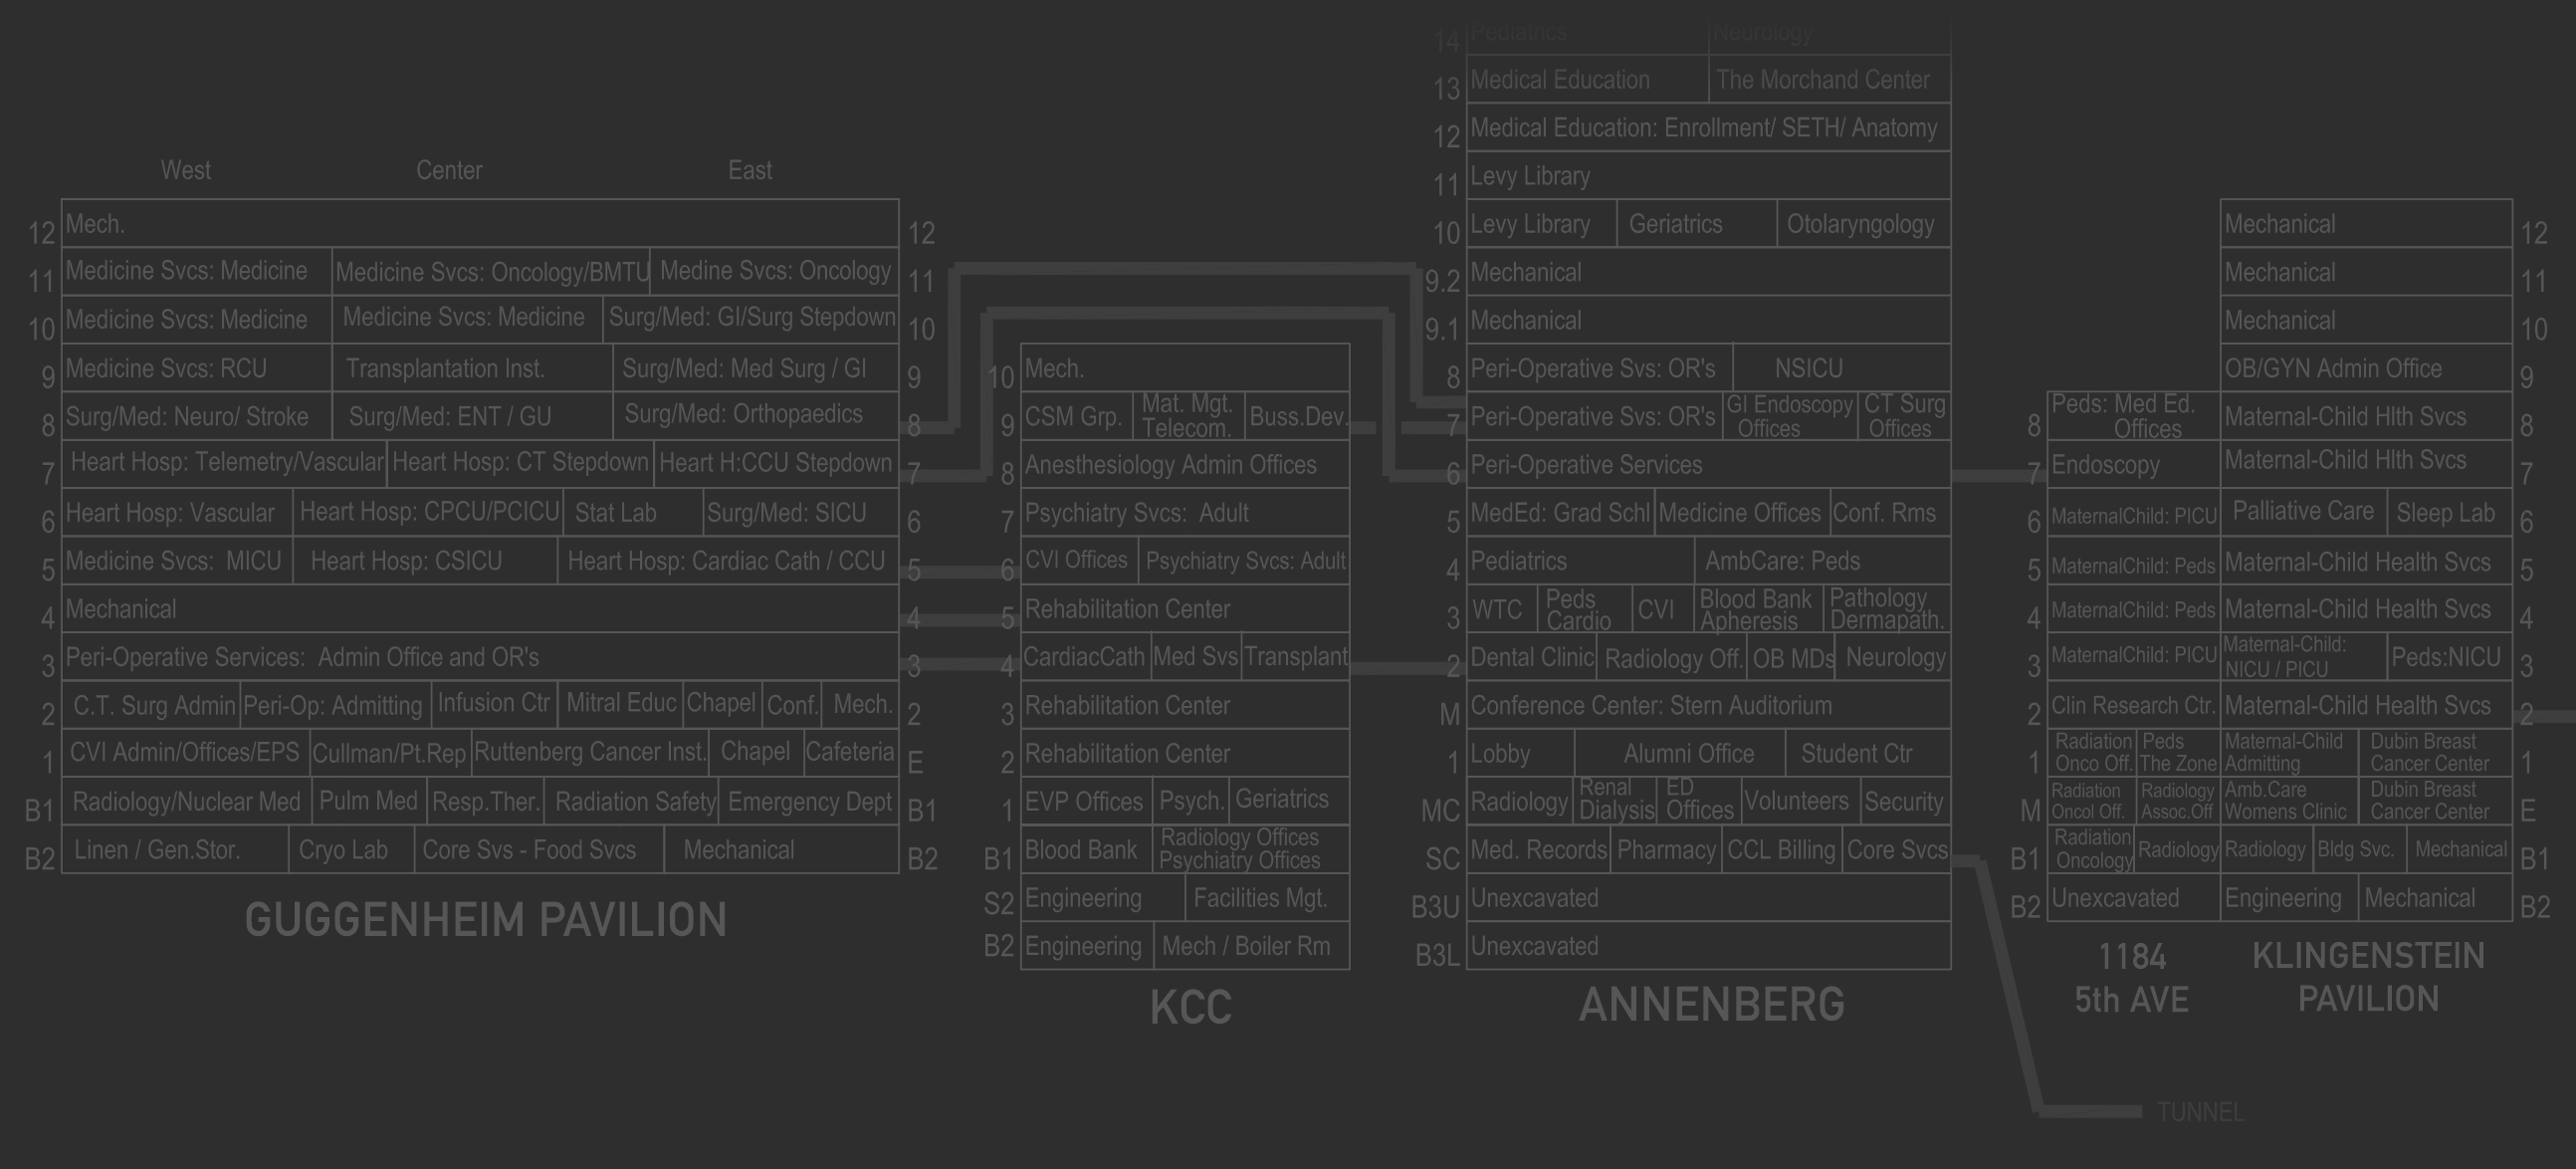 14 Pediatrics Neurology
13 Medical Education The Morchand Center
12 Medical Education: Enrollment/ SETH/ Anatomy
11 Levy Library
10 Levy Library Geriatrics Otolaryngology
9.2 Mechanical
9.1 Mechanical
8 Peri-Operative Svs: OR's NSICU
7 Peri-Operative Svs: OR's GI Endoscopy Offices CT Surg Offices
6 Peri-Operative Services
5 MedEd: Grad Schl Medicine Offices Conf. Rms
4 Pediatrics AmbCare: Peds
3 WTC Peds Cardio CVI Blood Bank Apheresis Pathology Dermapath.
2 Dental Clinic Radiology Off. OB MDs Neurology
M Conference Center: Stern Auditorium
1 Lobby Alumni Office Student Ctr
MC Radiology Renal Dialysis ED Offices Volunteers Security
SC Med. Records Pharmacy CCL Billing Core Svcs
B3U Unexcavated
B3L Unexcavated
ANNENBERG
West Center East
12 Mech. 12
11 Medicine Svcs: Medicine Medicine Svcs: Oncology/BMTU Medine Svcs: Oncology 11
10 Medicine Svcs: Medicine Medicine Svcs: Medicine Surg/Med: GI/Surg Stepdown 10
9 Medicine Svcs: RCU Transplantation Inst. Surg/Med: Med Surg / GI 9
8 Surg/Med: Neuro/ Stroke Surg/Med: ENT / GU Surg/Med: Orthopaedics 8
7 Heart Hosp: Telemetry/Vascular Heart Hosp: CT Stepdown Heart H:CCU Stepdown 7
6 Heart Hosp: Vascular Heart Hosp: CPCU/PCICU Stat Lab Surg/Med: SICU 6
5 Medicine Svcs: MICU Heart Hosp: CSICU Heart Hosp: Cardiac Cath / CCU 5
4 Mechanical 4
3 Peri-Operative Services: Admin Office and OR's 3
2 C.T. Surg Admin Peri-Op: Admitting Infusion Ctr Mitral Educ Chapel Conf. Mech. 2
1 CVI Admin/Offices/EPS Cullman/Pt.Rep Ruttenberg Cancer Inst. Chapel Cafeteria E
B1 Radiology/Nuclear Med Pulm Med Resp.Ther. Radiation Safety Emergency Dept B1
B2 Linen / Gen.Stor. Cryo Lab Core Svs - Food Svcs Mechanical B2
GUGGENHEIM PAVILION
10 Mech.
9 CSM Grp. Mat. Mgt. Telecom. Buss.Dev.
8 Anesthesiology Admin Offices
7 Psychiatry Svcs: Adult
6 CVI Offices Psychiatry Svcs: Adult
5 Rehabilitation Center
4 CardiacCath Med Svs Transplant
3 Rehabilitation Center
2 Rehabilitation Center
1 EVP Offices Psych. Geriatrics
B1 Blood Bank Radiology Offices Psychiatry Offices
S2 Engineering Facilities Mgt.
B2 Engineering Mech / Boiler Rm
KCC
Mechanical 12
Mechanical 11
Mechanical 10
OB/GYN Admin Office 9
8 Peds: Med Ed. Offices Maternal-Child Hlth Svcs 8
7 Endoscopy Maternal-Child Hlth Svcs 7
6 MaternalChild: PICU Palliative Care Sleep Lab 6
5 MaternalChild: Peds Maternal-Child Health Svcs 5
4 MaternalChild: Peds Maternal-Child Health Svcs 4
3 MaternalChild: PICU Maternal-Child: NICU / PICU Peds:NICU 3
2 Clin Research Ctr. Maternal-Child Health Svcs 2
1 Radiation Onco Off. Peds The Zone Maternal-Child Admitting Dubin Breast Cancer Center 1
M Radiation Oncol Off. Radiology Assoc.Off Amb.Care Womens Clinic Dubin Breast Cancer Center E
B1 Radiation Oncology Radiology Radiology Bldg Svc. Mechanical B1
B2 Unexcavated Engineering Mechanical B2
1184
5th AVE
KLINGENSTEIN
PAVILION
TUNNEL